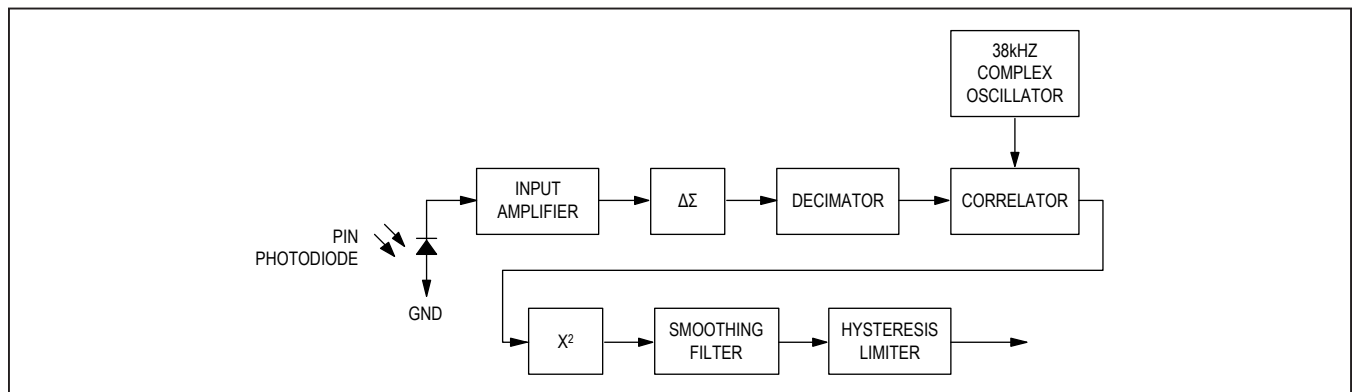 38kHZ
COMPLEX
OSCILLATOR
INPUT
AMPLIFIER
ΔΣ
DECIMATOR
CORRELATOR
PIN
PHOTODIODE
GND
X²
SMOOTHING
FILTER
HYSTERESIS
LIMITER